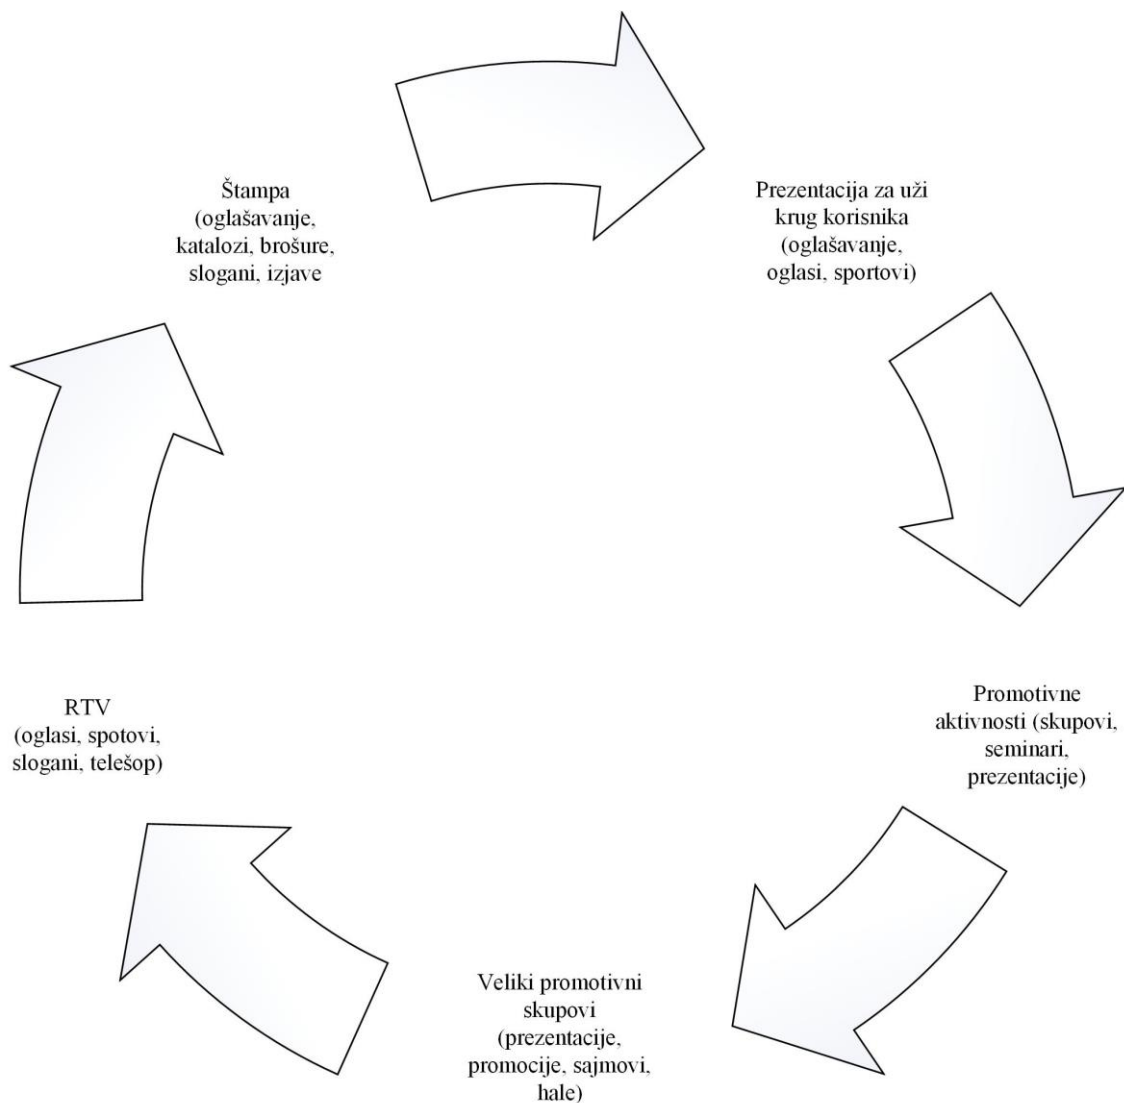 Štampa
(oglašavanje,
katalozi, brošure,
slogani, izjave
Prezentacija za uži
krug korisnika
(oglašavanje,
oglasi, sportovi)
Promotivne
aktivnosti (skupovi,
seminari,
prezentacije)
Veliki promotivni
skupovi
(prezentacije,
promocije, sajmovi,
hale)
RTV
(oglasi, spotovi,
slogani, telešop)